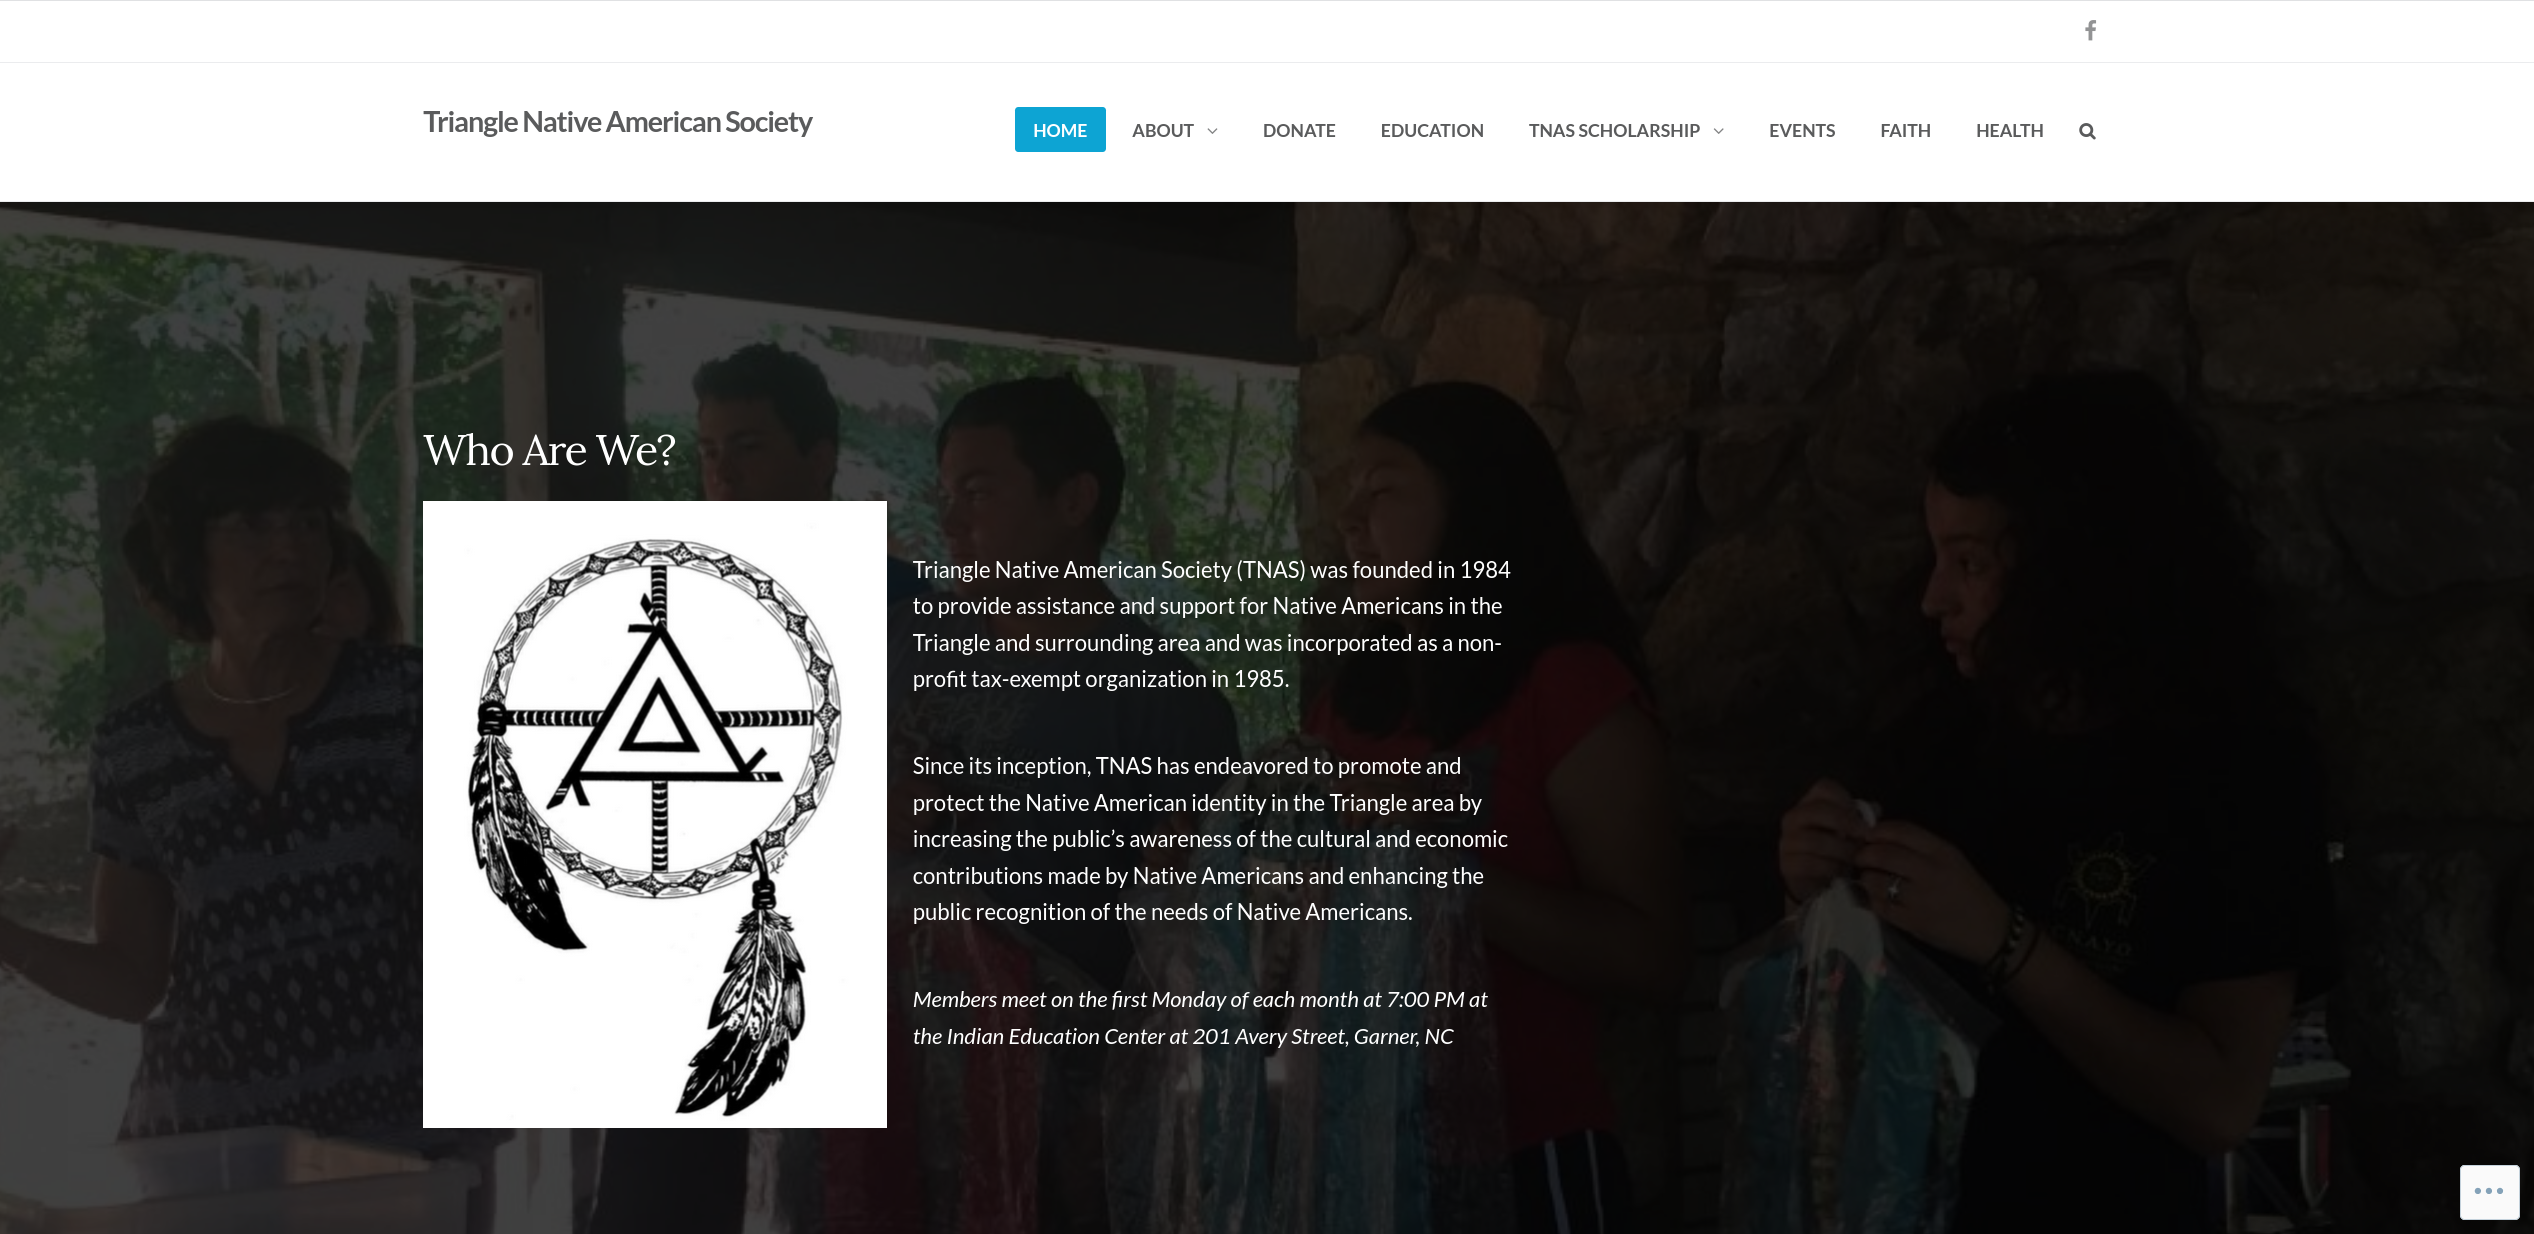 Triangle Native American Society
HOME
ABOUT
DONATE
EDUCATION
TNAS SCHOLARSHIP
EVENTS
FAITH
HEALTH
Who Are We?
Triangle Native American Society (TNAS) was founded in 1984
to provide assistance and support for Native Americans in the
Triangle and surrounding area and was incorporated as a non-
profit tax-exempt organization in 1985.
Since its inception, TNAS has endeavored to promote and
protect the Native American identity in the Triangle area by
increasing the public’s awareness of the cultural and economic
contributions made by Native Americans and enhancing the
public recognition of the needs of Native Americans.
Members meet on the first Monday of each month at 7:00 PM at
the Indian Education Center at 201 Avery Street, Garner, NC